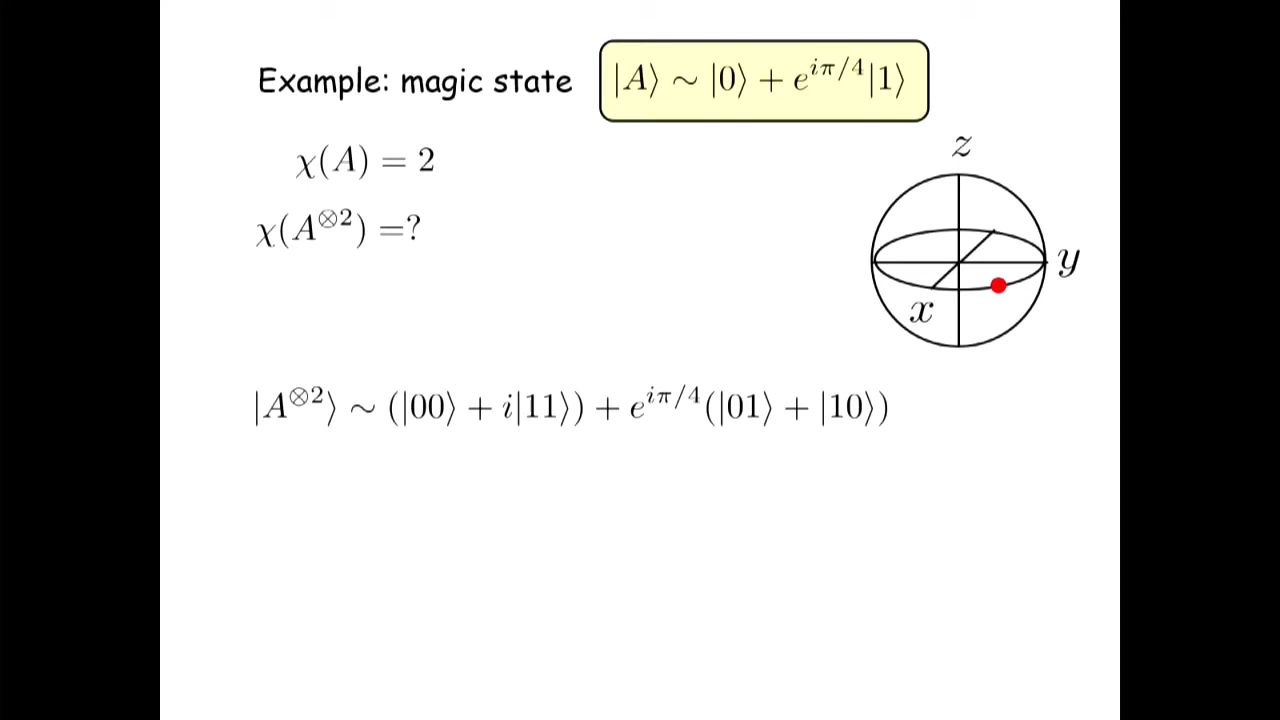 Example: magic state |A⟩ ∼ |0⟩ + e^{iπ/4}|1⟩
χ(A) = 2
χ(A^{⊗2}) =?
z
y
x
|A^{⊗2}⟩ ∼ (|00⟩ + i|11⟩) + e^{iπ/4}(|01⟩ + |10⟩)